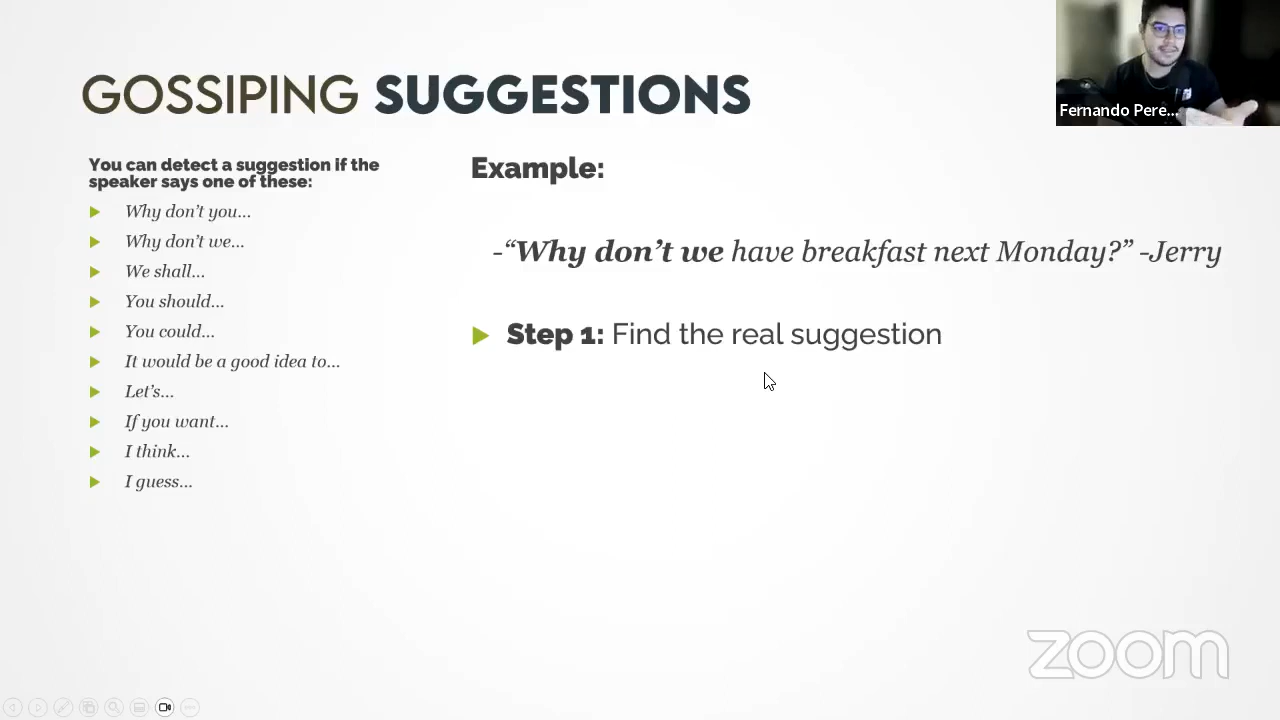 GOSSIPING SUGGESTIONS
Fernando Pere...
You can detect a suggestion if the
speaker says one of these:
Why don't you...
Why don't we...
We shall...
You should...
You could...
It would be a good idea to...
Let's...
If you want...
I think...
I guess...
Example:
-“Why don't we have breakfast next Monday?” -Jerry
Step 1: Find the real suggestion
zoom